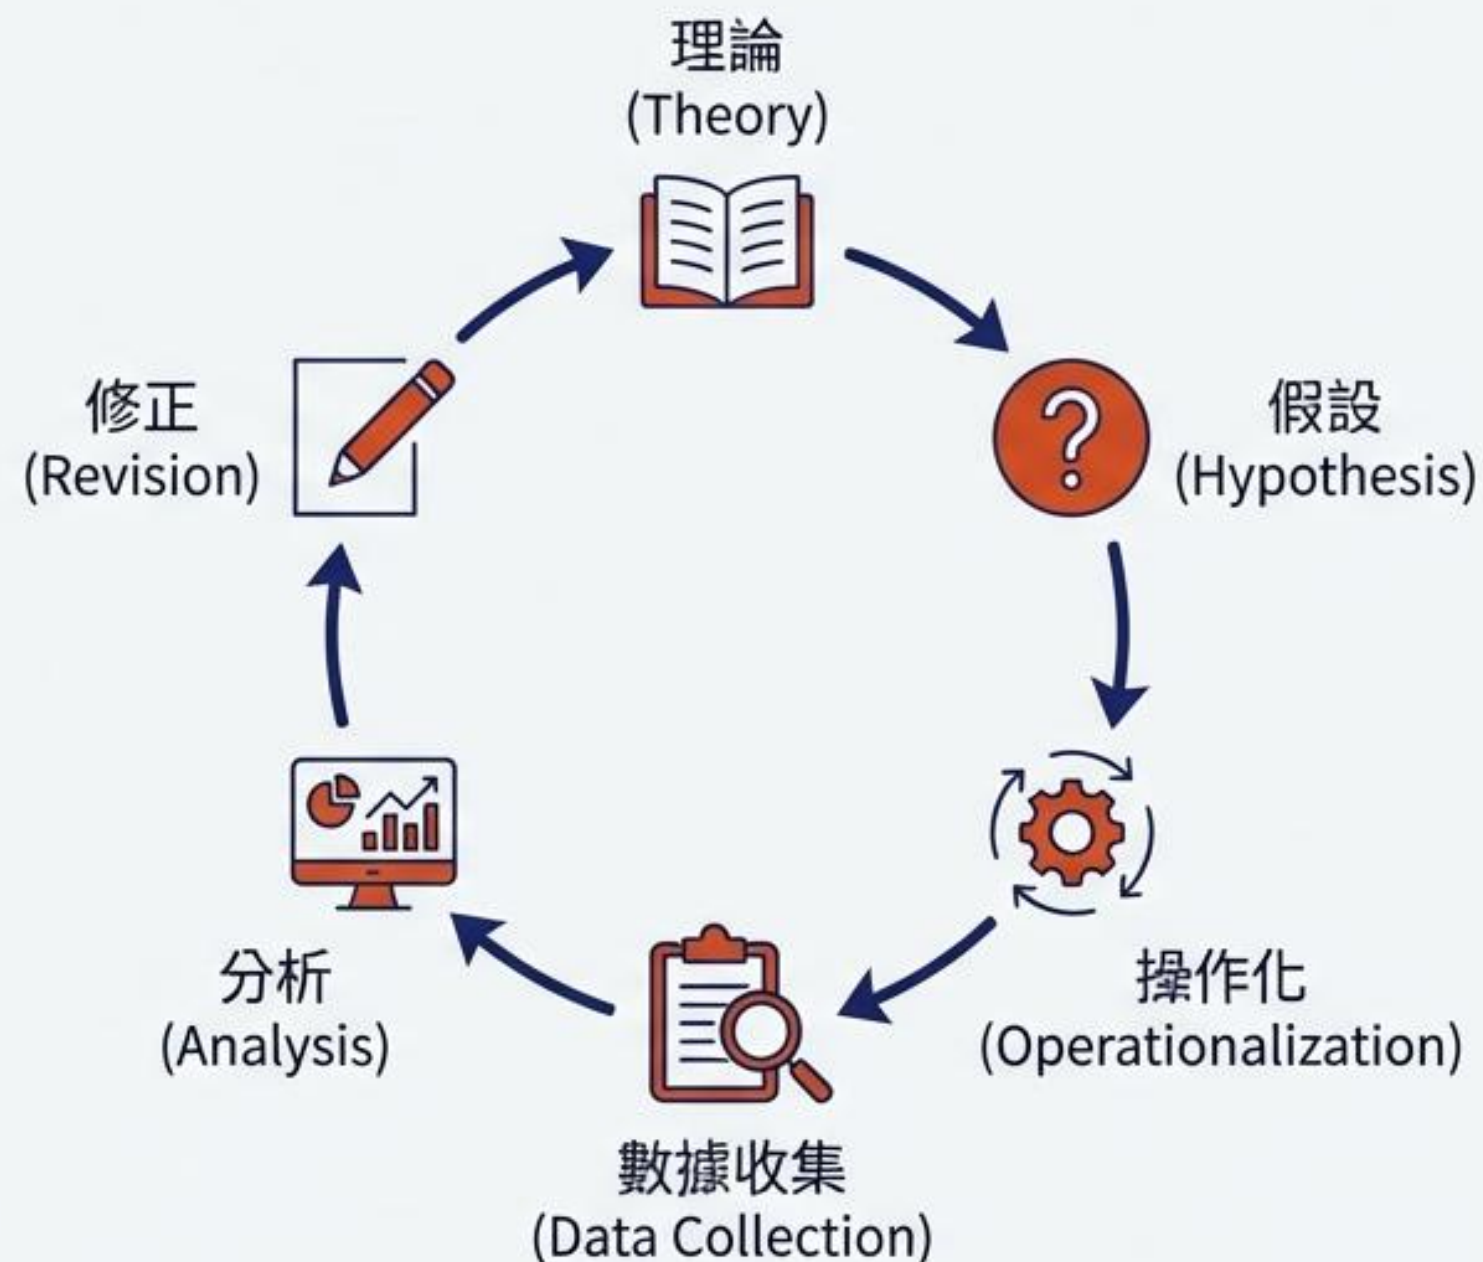 理論
(Theory)
假設
(Hypothesis)
操作化
(Operationalization)
數據收集
(Data Collection)
分析
(Analysis)
修正
(Revision)